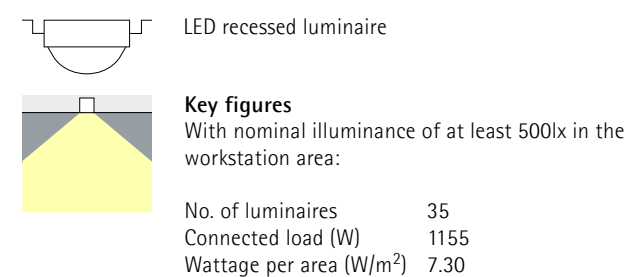 LED recessed luminaire
Key figures
With nominal illuminance of at least 500lx in the
workstation area:
No. of luminaires 35
Connected load (W) 1155
Wattage per area (W/m²) 7.30